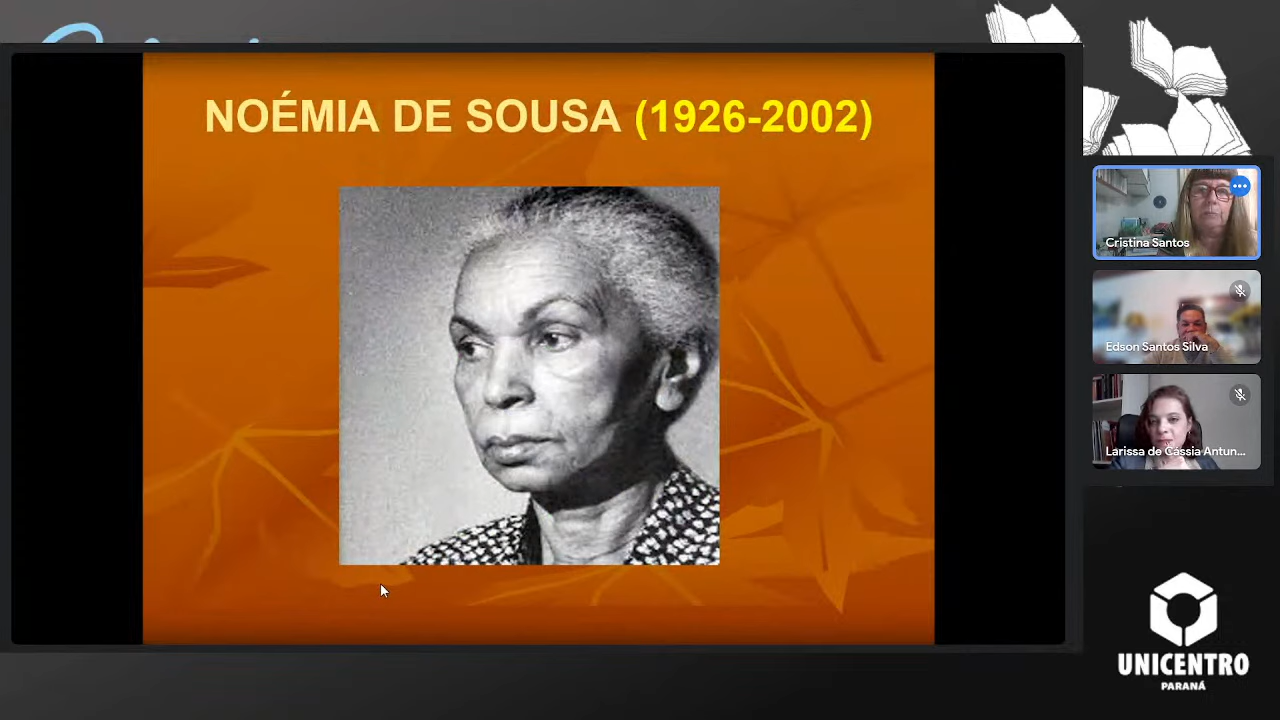 NOÉMIA DE SOUSA (1926-2002)
Cristina Santos
Edson Santos Silva
Larissa de Cássia Antun...
UNICENTRO
PARANÁ